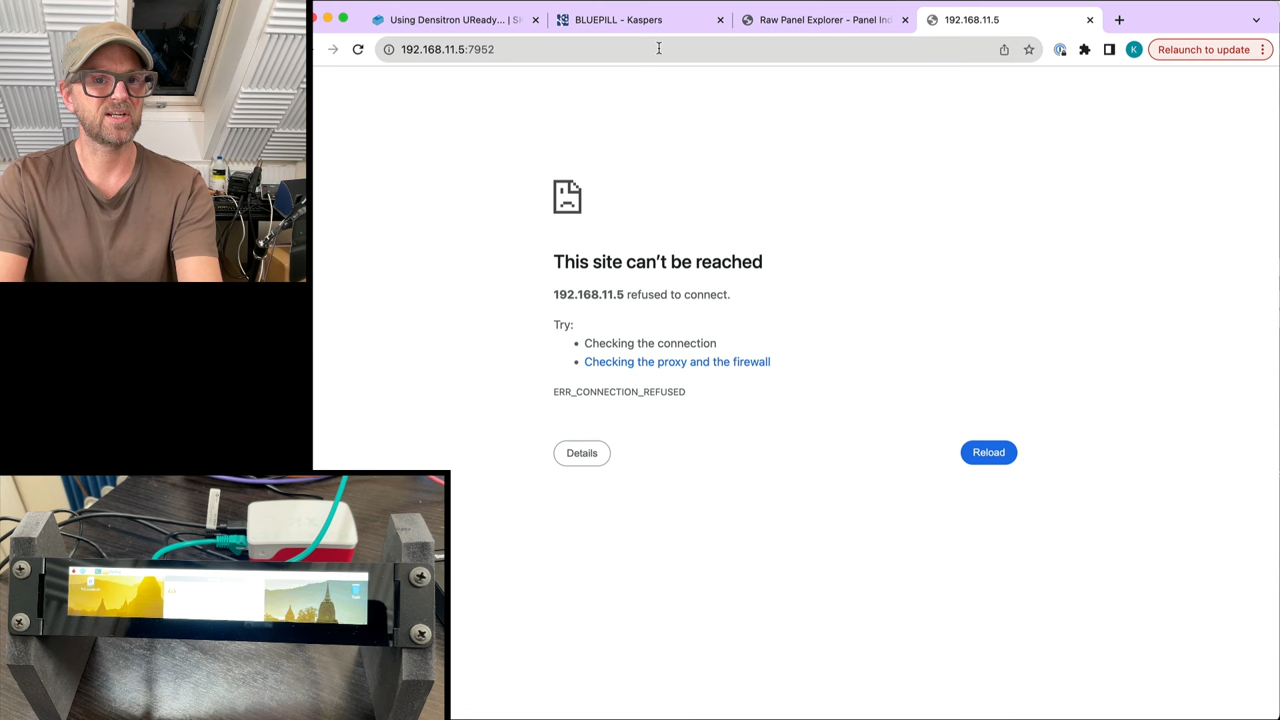 Using Densitron UReady... | Sk
BLUEPILL - Kaspers
Raw Panel Explorer - Panel Ind
192.168.11.5
192.168.11.5:7952
K
Relaunch to update
This site can't be reached
192.168.11.5 refused to connect.
Try:
• Checking the connection
• Checking the proxy and the firewall
ERR_CONNECTION_REFUSED
Details
Reload